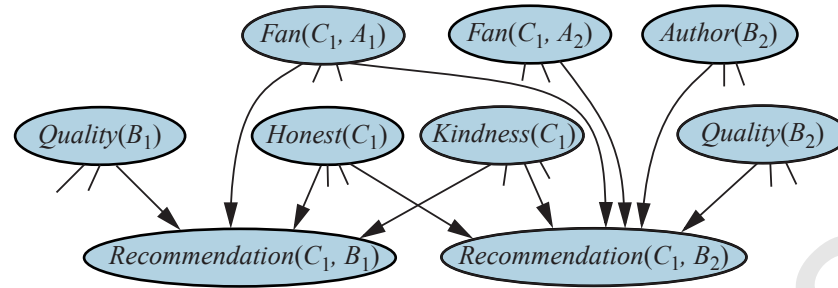 Fan(C1, A1)
Fan(C1, A2)
Author(B2)
Quality(B1)
Honest(C1)
Kindness(C1)
Quality(B2)
Recommendation(C1, B1)
Recommendation(C1, B2)